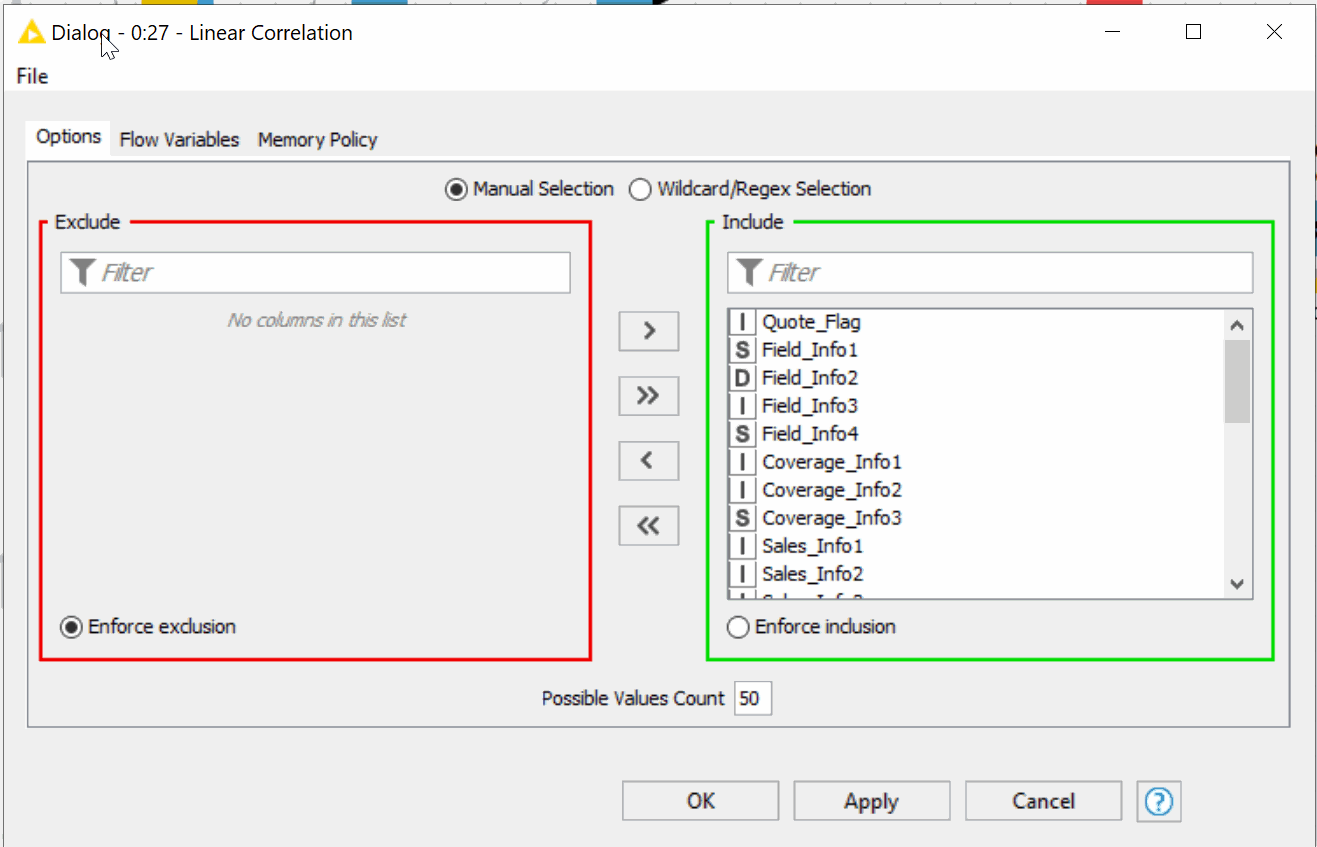 Dialog - 0:27 - Linear Correlation
File
Options Flow Variables Memory Policy
Manual Selection Wildcard/Regex Selection
Exclude Include
Filter Filter
No columns in this list
I Quote_Flag
S Field_Info1
D Field_Info2
I Field_Info3
S Field_Info4
I Coverage_Info1
I Coverage_Info2
S Coverage_Info3
I Sales_Info1
I Sales_Info2
Enforce exclusion Enforce inclusion
Possible Values Count 50
OK Apply Cancel ?